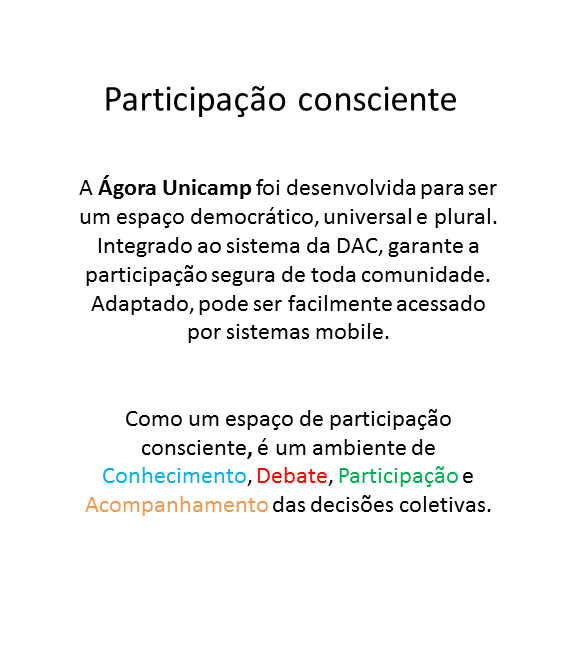 Participação consciente
A Ágora Unicamp foi desenvolvida para ser
um espaço democrático, universal e plural.
Integrado ao sistema da DAC, garante a
participação segura de toda comunidade.
Adaptado, pode ser facilmente acessado
por sistemas mobile.
Como um espaço de participação
consciente, é um ambiente de
Conhecimento, Debate, Participação e
Acompanhamento das decisões coletivas.